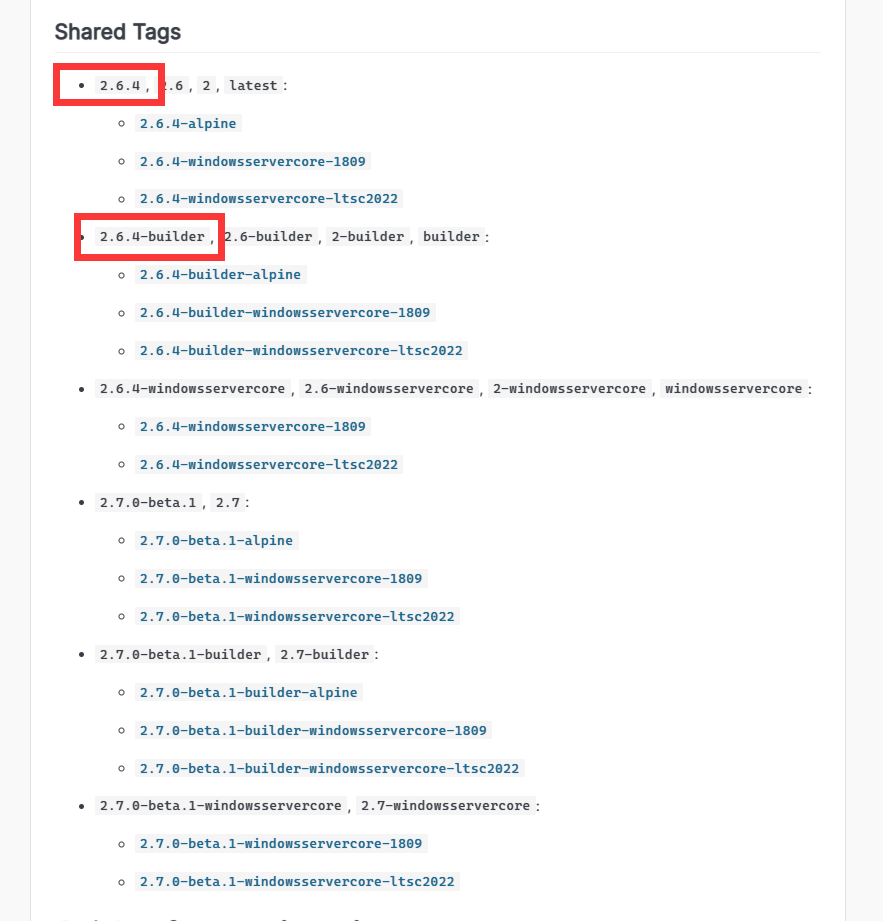 Shared Tags
2.6.4, 2.6, 2, latest:
2.6.4-alpine
2.6.4-windowsservercore-1809
2.6.4-windowsservercore-ltsc2022
2.6.4-builder, 2.6-builder, 2-builder, builder:
2.6.4-builder-alpine
2.6.4-builder-windowsservercore-1809
2.6.4-builder-windowsservercore-ltsc2022
2.6.4-windowsservercore, 2.6-windowsservercore, 2-windowsservercore, windowsservercore:
2.6.4-windowsservercore-1809
2.6.4-windowsservercore-ltsc2022
2.7.0-beta.1, 2.7:
2.7.0-beta.1-alpine
2.7.0-beta.1-windowsservercore-1809
2.7.0-beta.1-windowsservercore-ltsc2022
2.7.0-beta.1-builder, 2.7-builder:
2.7.0-beta.1-builder-alpine
2.7.0-beta.1-builder-windowsservercore-1809
2.7.0-beta.1-builder-windowsservercore-ltsc2022
2.7.0-beta.1-windowsservercore, 2.7-windowsservercore:
2.7.0-beta.1-windowsservercore-1809
2.7.0-beta.1-windowsservercore-ltsc2022